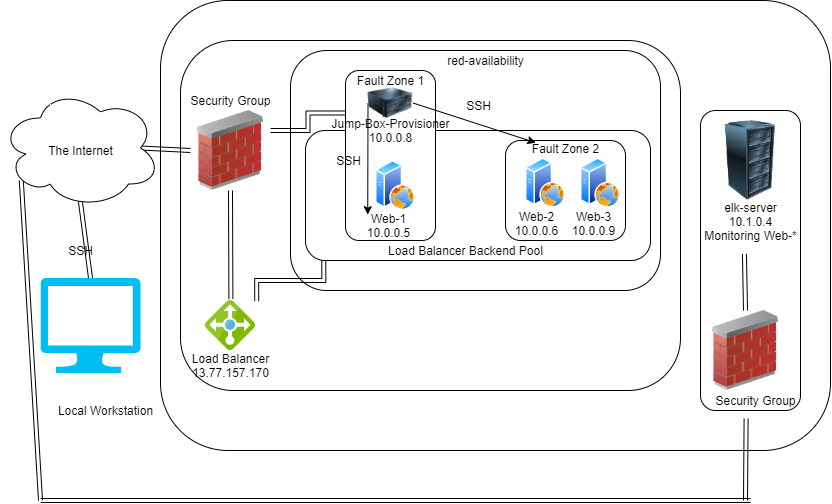 red-availability
Fault Zone 1
Security Group
Jump-Box-Provisioner
10.0.0.8
SSH
The Internet
SSH
Fault Zone 2
Web-1
10.0.0.5
Web-2
10.0.0.6
Web-3
10.0.0.9
Load Balancer Backend Pool
elk-server
10.1.0.4
Monitoring Web-*
SSH
Load Balancer
13.77.157.170
Local Workstation
Security Group